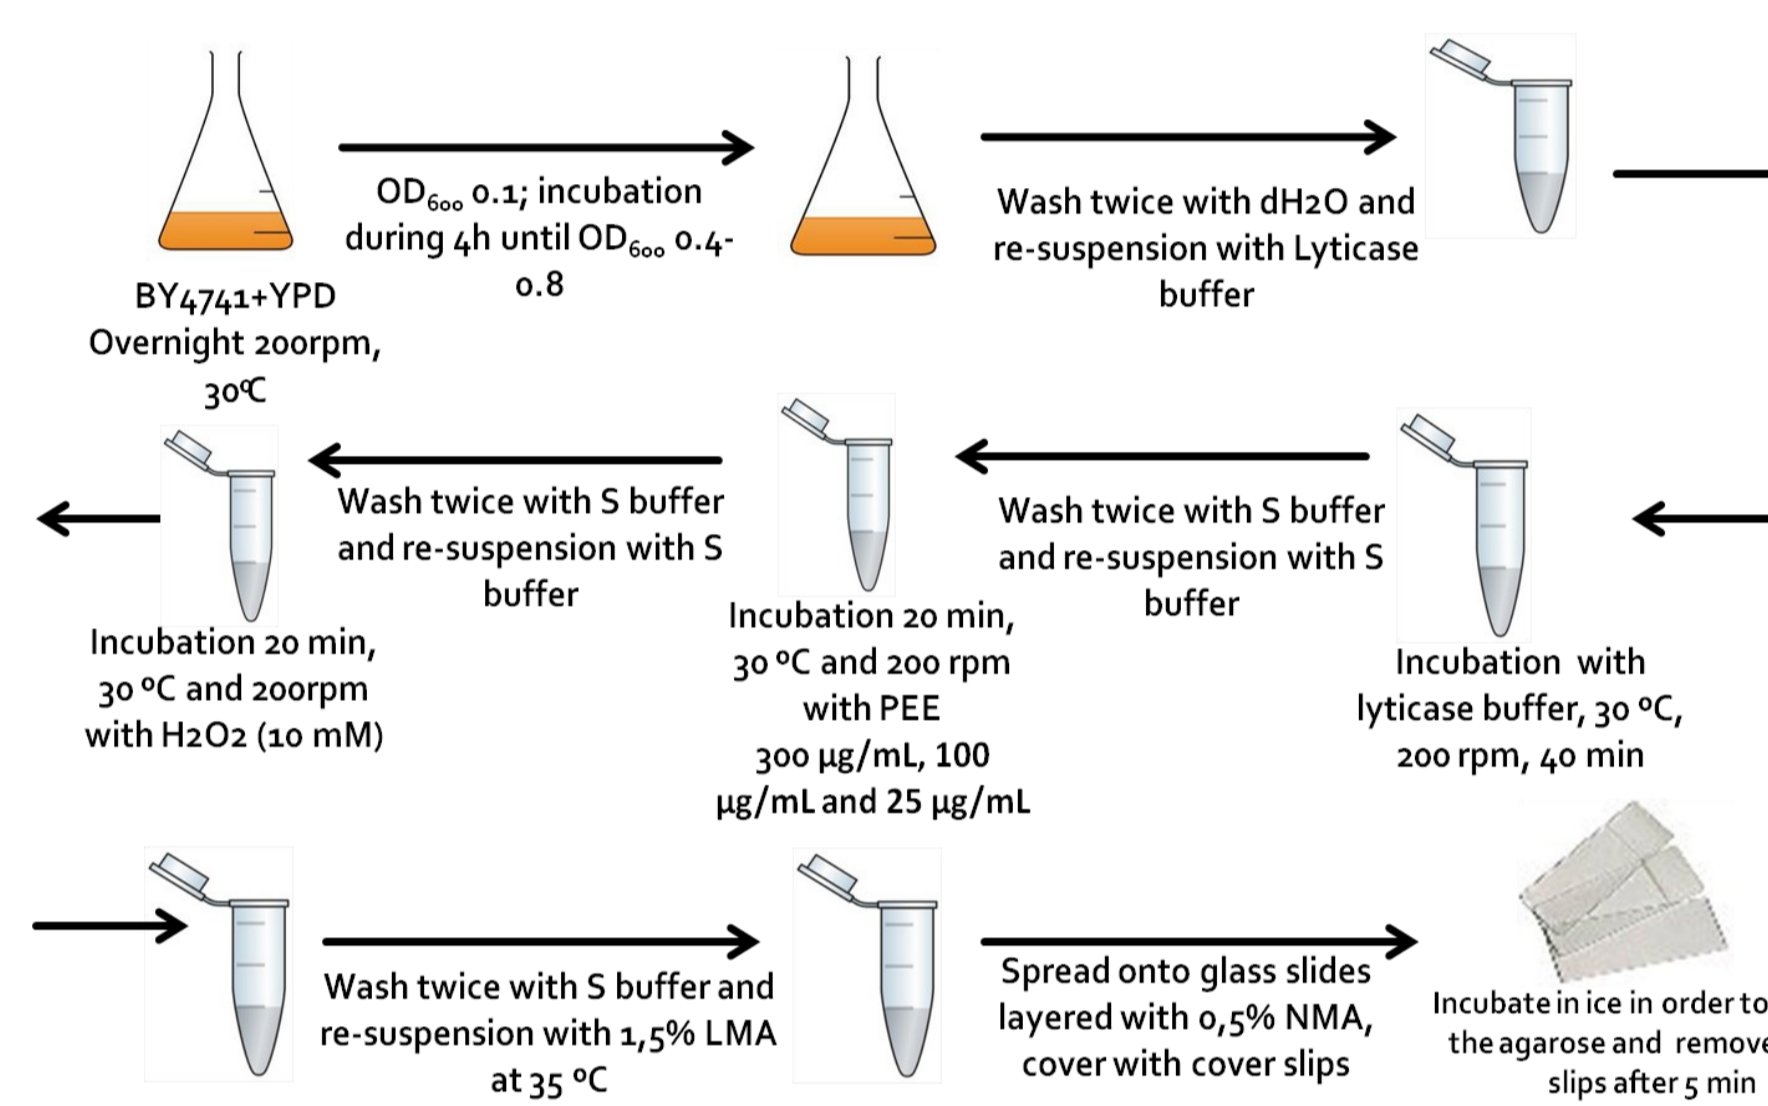 OD₆₀₀ 0.1; incubation
during 4h until OD₆₀₀ 0.4-
0.8
Wash twice with dH2O and
re-suspension with Lyticase
buffer
BY4741+YPD
Overnight 200rpm,
30ºC
Wash twice with S buffer
and re-suspension with S
buffer
Wash twice with S buffer
and re-suspension with S
buffer
Incubation 20 min,
30 ºC and 200rpm
with H2O2 (10 mM)
Incubation 20 min,
30 ºC and 200 rpm
with PEE
300 µg/mL, 100
µg/mL and 25 µg/mL
Incubation with
lyticase buffer, 30 ºC,
200 rpm, 40 min
Wash twice with S buffer and
re-suspension with 1,5% LMA
at 35 ºC
Spread onto glass slides
layered with 0,5% NMA,
cover with cover slips
Incubate in ice in order to
the agarose and remove
slips after 5 min